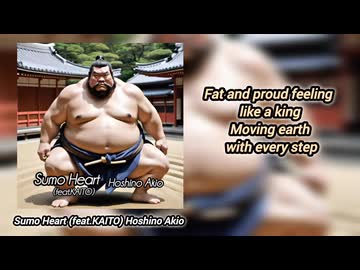 Sumo Heart
(feat.KAITO)
Hoshino Akio
Sumo Heart (feat.KAITO) Hoshino Akio
Fat and proud feeling
like a king
Moving earth
with every step